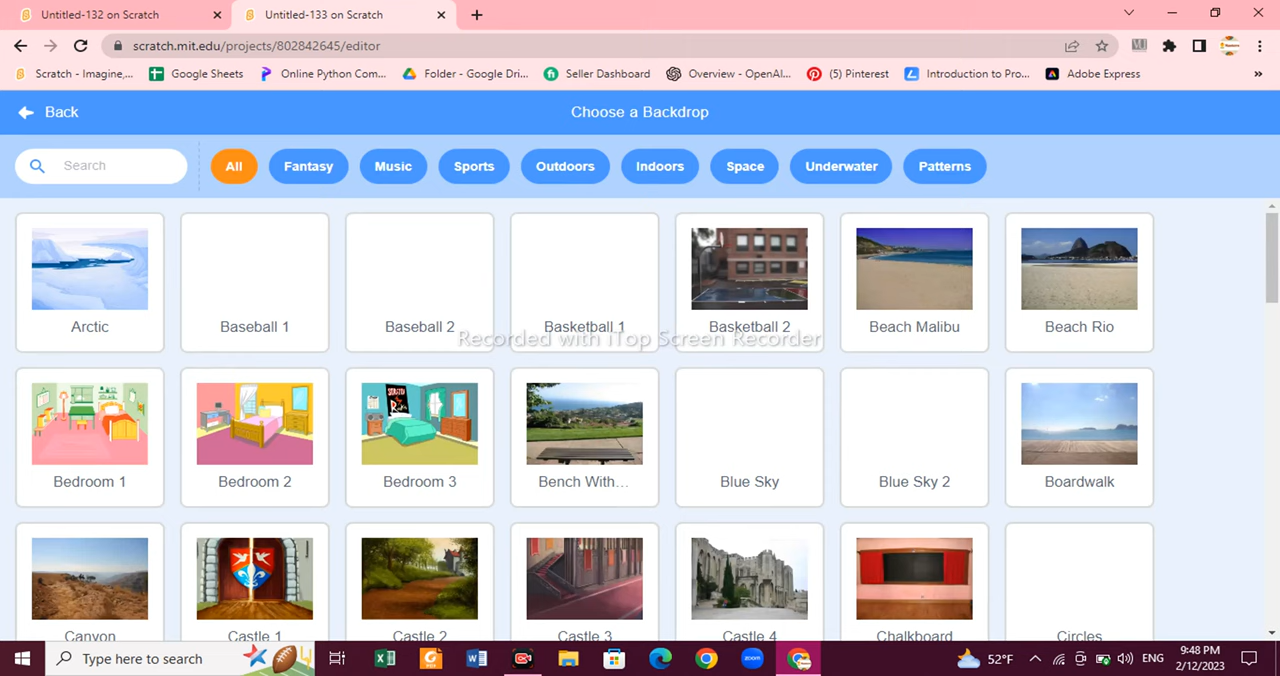 Untitled-132 on Scratch
Untitled-133 on Scratch
scratch.mit.edu/projects/802842645/editor
Scratch - Imagine,...
Google Sheets
Online Python Com...
Folder - Google Dri...
Seller Dashboard
Overview - OpenAI...
(5) Pinterest
Introduction to Pro...
Adobe Express
Back
Choose a Backdrop
Search
All
Fantasy
Music
Sports
Outdoors
Indoors
Space
Underwater
Patterns
Arctic
Baseball 1
Baseball 2
Basketball 1
Basketball 2
Beach Malibu
Beach Rio
Recorded with iTop Screen Recorder
Bedroom 1
Bedroom 2
Bedroom 3
Bench With...
Blue Sky
Blue Sky 2
Boardwalk
Canyon
Castle 1
Castle 2
Castle 3
Castle 4
Chalkboard
Circles
Type here to search
zoom
52°F
ENG
9:48 PM
2/12/2023